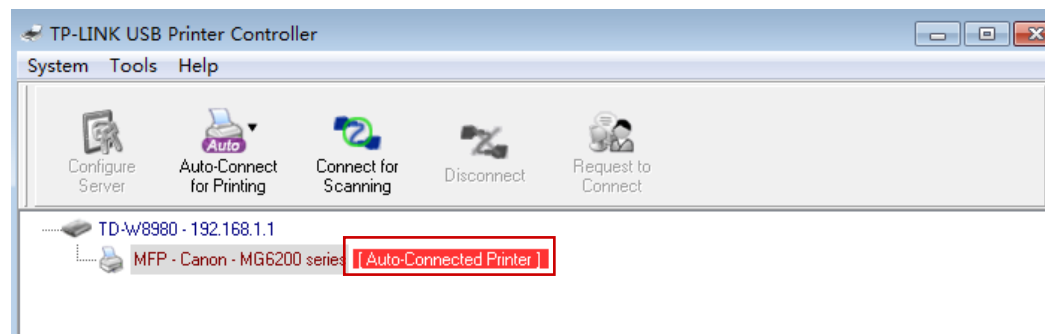 TP-LINK USB Printer Controller
System Tools Help
Configure Server
Auto
Auto-Connect for Printing
Connect for Scanning
Disconnect
Request to Connect
TD-W8980 - 192.168.1.1
MFP - Canon - MG6200 series [ Auto-Connected Printer ]